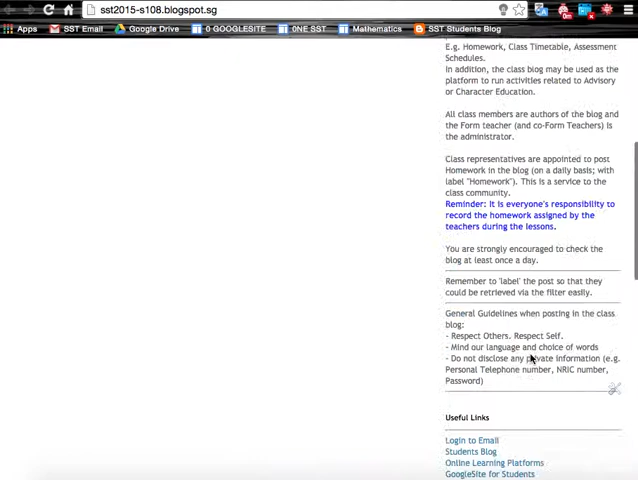 sst2015-s108.blogspot.sg
Apps
SST Email
Google Drive
0 GOOGLESITE
0NE SST
Mathematics
SST Students Blog
E.g. Homework, Class Timetable, Assessment
Schedules.
In addition, the class blog may be used as the
platform to run activities related to Advisory
or Character Education.
All class members are authors of the blog and
the Form teacher (and co-Form Teachers) is
the administrator.
Class representatives are appointed to post
Homework in the blog (on a daily basis; with
label "Homework"). This is a service to the
class community.
Reminder: It is everyone's responsibility to
record the homework assigned by the
teachers during the lessons.
You are strongly encouraged to check the
blog at least once a day.
Remember to 'label' the post so that they
could be retrieved via the filter easily.
General Guidelines when posting in the class
blog:
- Respect Others. Respect Self.
- Mind our language and choice of words
- Do not disclose any private information (e.g.
Personal Telephone number, NRIC number,
Password)
Useful Links
Login to Email
Students Blog
Online Learning Platforms
GoogleSite for Students